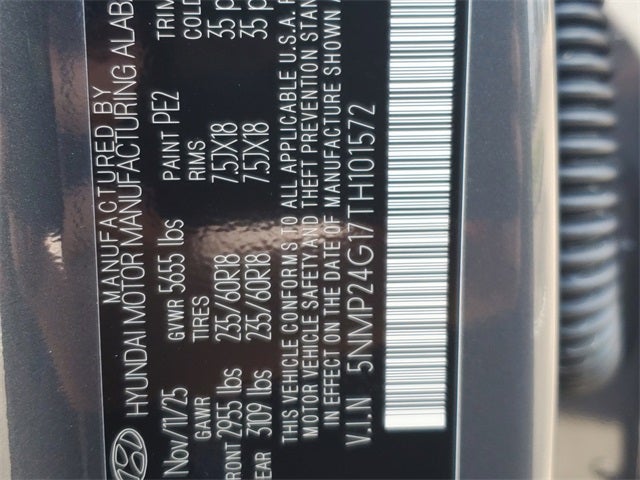 MANUFACTURED BY
HYUNDAI MOTOR MANUFACTURING ALAB
Nov/11/25 GVWR 5655 lbs PAINT PE2 TRIM
GAWR TIRES RIMS COLD
FRONT 2955 lbs 235/60R18 7.5JX18 35 p
REAR 3109 lbs 235/60R18 7.5JX18 35 p
THIS VEHICLE CONFORMS TO ALL APPLICABLE U.S.A. F
MOTOR VEHICLE SAFETY AND THEFT PREVENTION STAN
IN EFFECT ON THE DATE OF MANUFACTURE SHOWN A
V.I.N 5NMP24G17TH101572